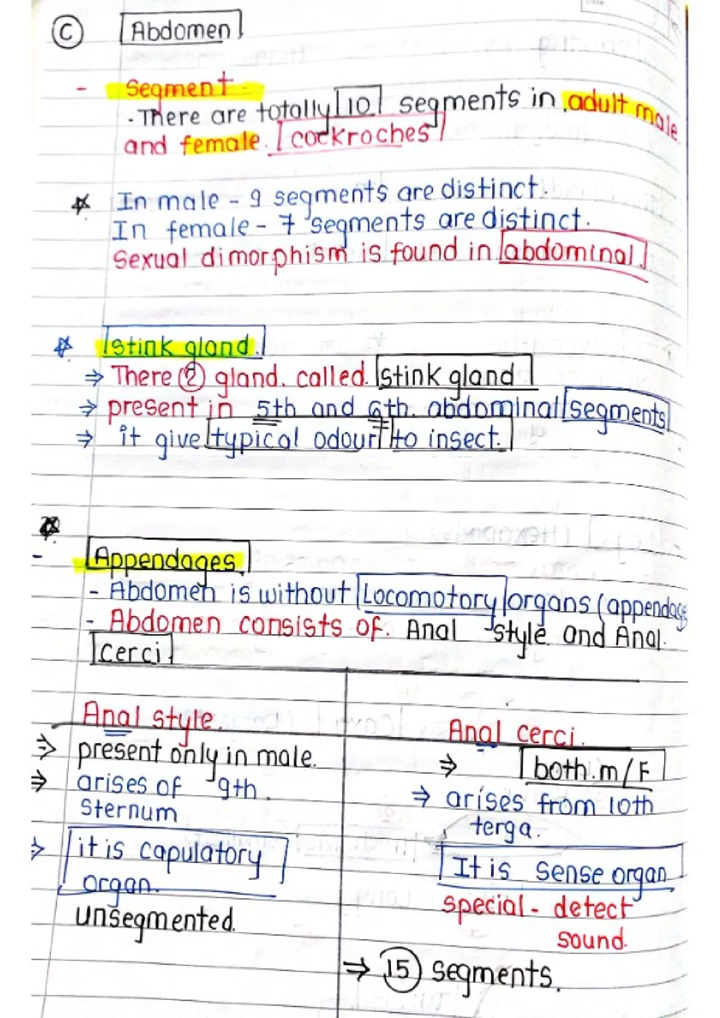 C Abdomen
- Segment
- There are totally 10 segments in adult male
and female. cockroches
In male - 9 segments are distinct.
In female - 7 segments are distinct.
Sexual dimorphism is found in abdominal.
Stink gland.
⇒ There 2 gland. called. stink gland
⇒ present in 5th and 6th. abdominal segments
⇒ it give typical odour to insect.
- Appendages.
- Abdomen is without Locomotory organs (appendage
- Abdomen consists of. Anal style and Anal.
cerci.
Anal style.
⇒ present only in male.
⇒ arises of 9th.
Sternum
⇒ it is capulatory
organ.
unsegmented.
Anal cerci.
⇒ both. m/F
⇒ arises from 10th
terga.
It is sense organ
special - detect
sound.
⇒ 15 segments.